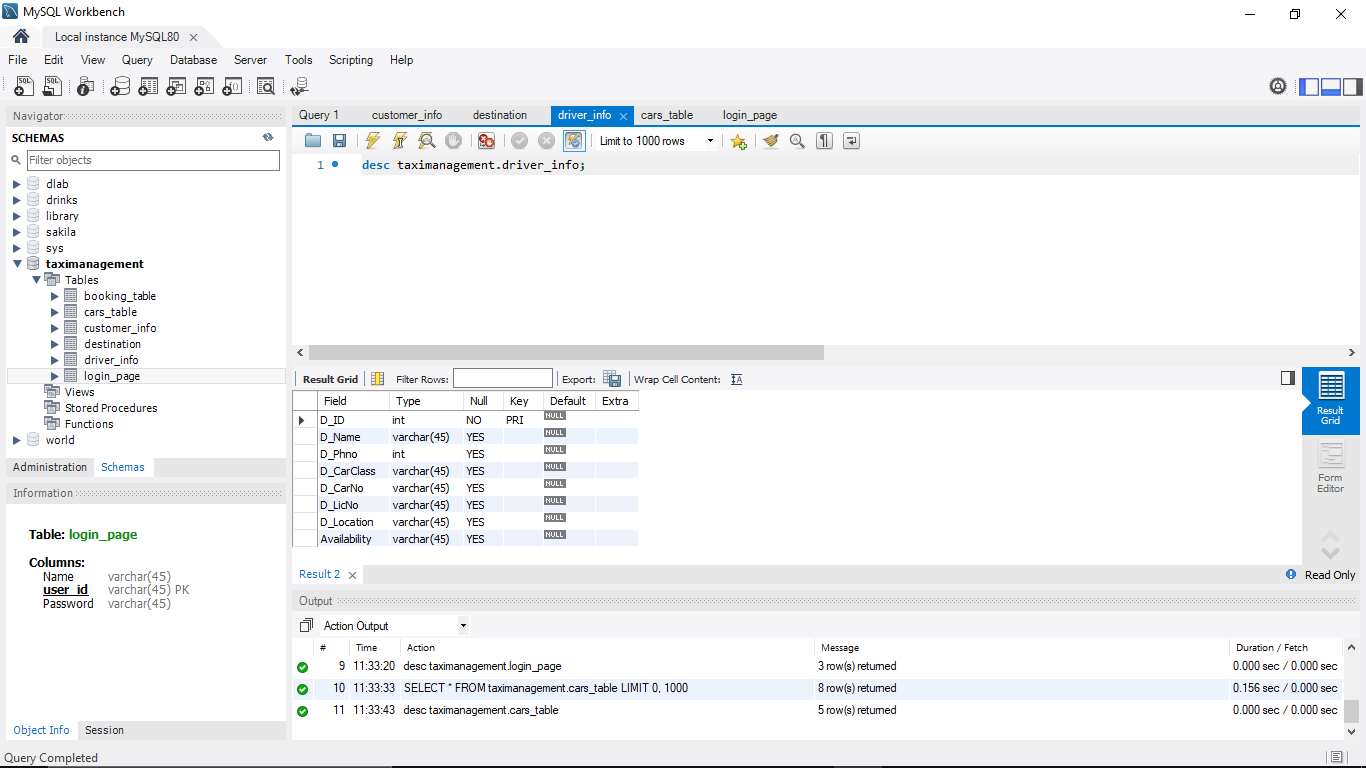 MySQL Workbench
Local instance MySQL80
File Edit View Query Database Server Tools Scripting Help
Navigator
SCHEMAS
Filter objects
dlab
drinks
library
sakila
sys
taximanagement
Tables
booking_table
cars_table
customer_info
destination
driver_info
login_page
Views
Stored Procedures
Functions
world
Administration Schemas
Information
Table: login_page
Columns:
Name varchar(45)
user_id varchar(45) PK
Password varchar(45)
Object Info Session
Query 1 customer_info destination driver_info cars_table login_page
Limit to 1000 rows
1 desc taximanagement.driver_info;
Result Grid Filter Rows: Export: Wrap Cell Content:
Field Type Null Key Default Extra
D_ID int NO PRI NULL
D_Name varchar(45) YES NULL
D_Phno int YES NULL
D_CarClass varchar(45) YES NULL
D_CarNo varchar(45) YES NULL
D_LicNo varchar(45) YES NULL
D_Location varchar(45) YES NULL
Availability varchar(45) YES NULL
Result Grid
Form Editor
Result 2 Read Only
Output
Action Output
# Time Action Message Duration / Fetch
9 11:33:20 desc taximanagement.login_page 3 row(s) returned 0.000 sec / 0.000 sec
10 11:33:33 SELECT * FROM taximanagement.cars_table LIMIT 0, 1000 8 row(s) returned 0.156 sec / 0.000 sec
11 11:33:43 desc taximanagement.cars_table 5 row(s) returned 0.000 sec / 0.000 sec
Query Completed